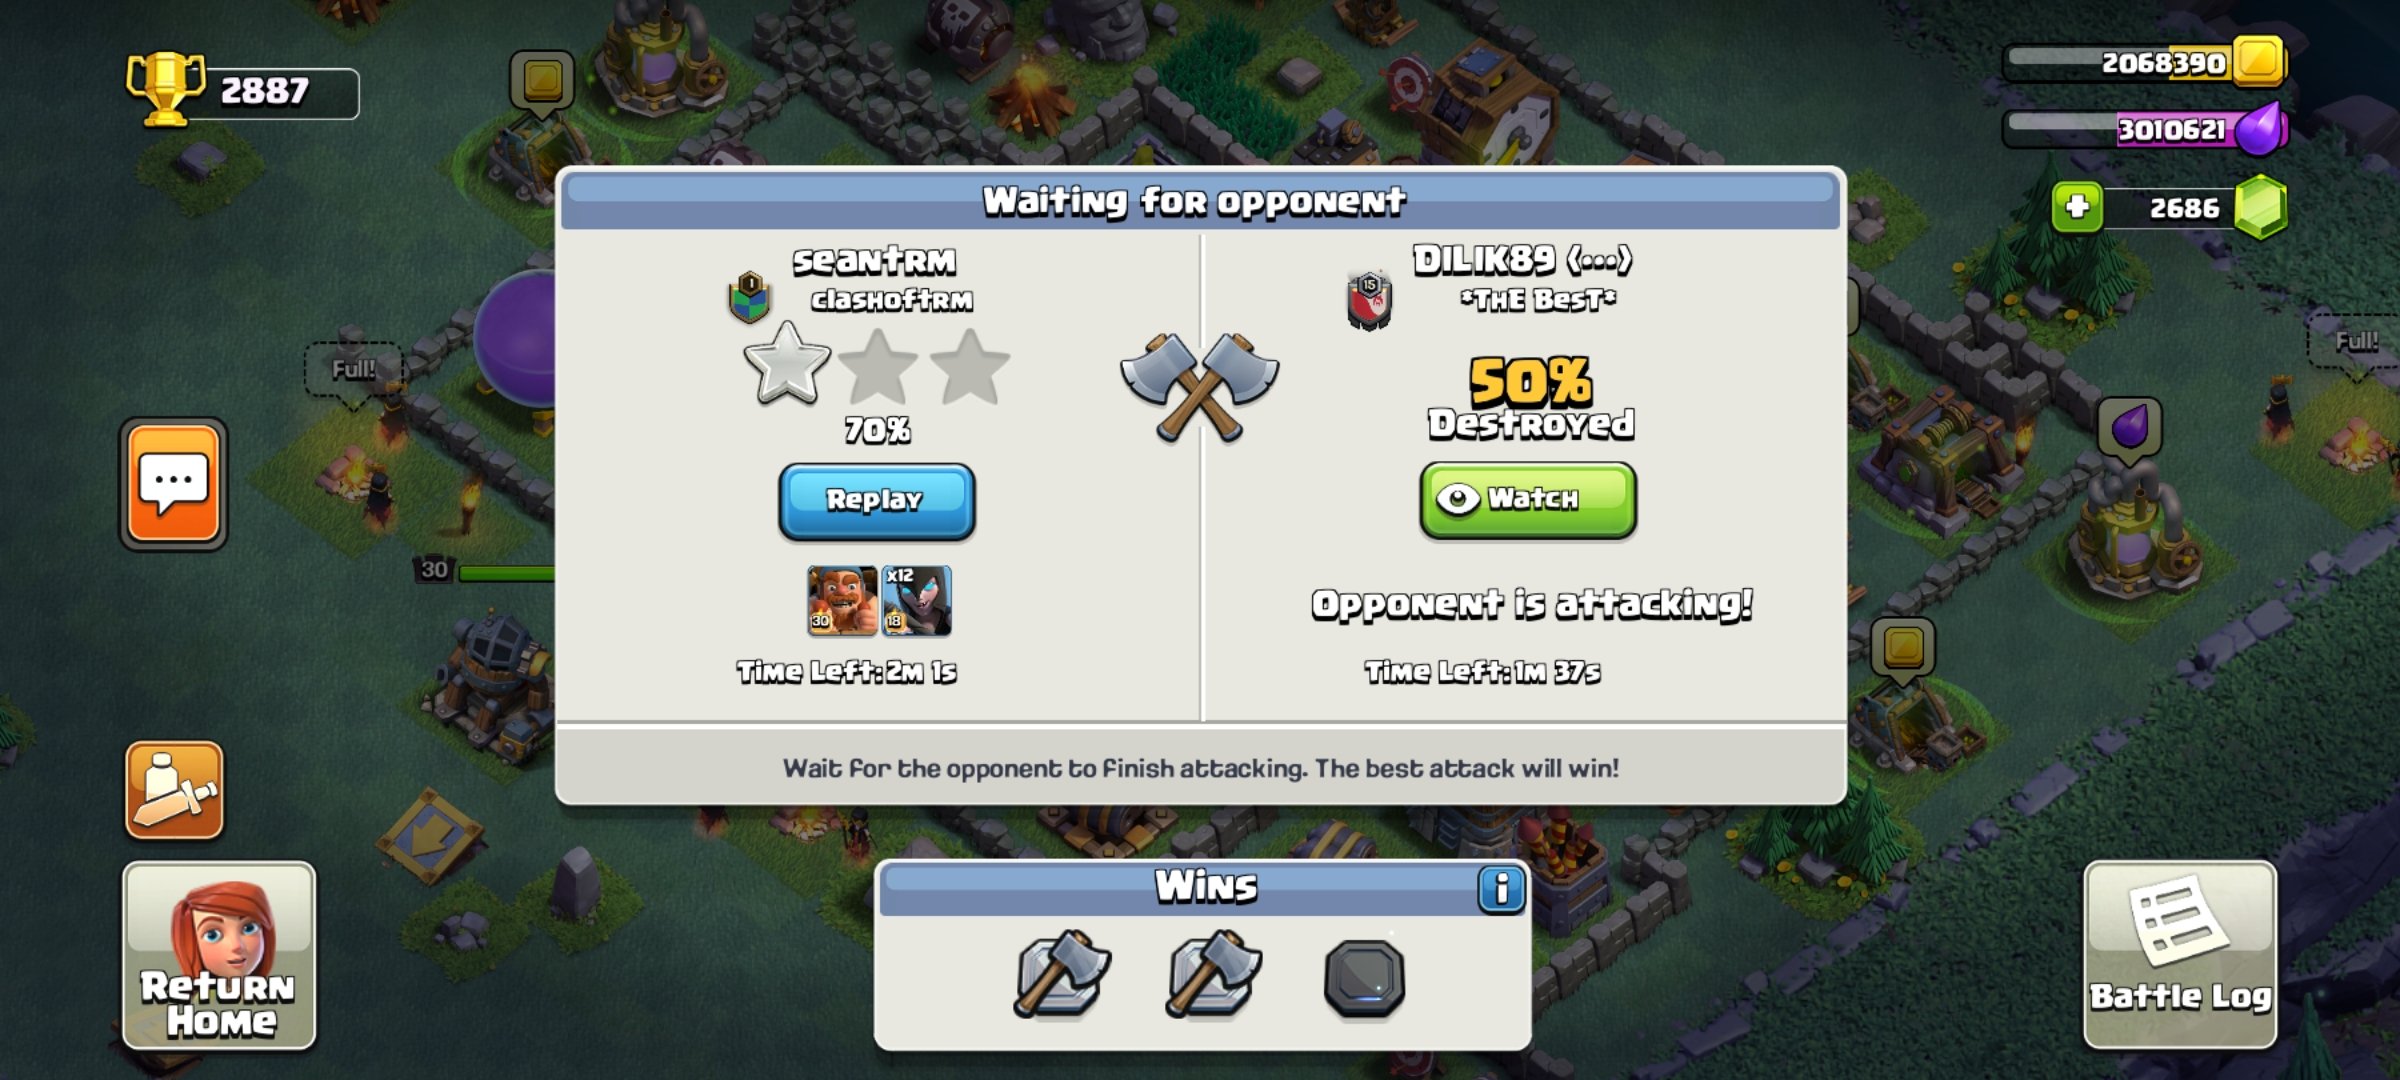 2887
2068390
3010621
2686
Waiting for opponent
seantrm
clashoftrm
1
70%
Replay
30
x12
18
Time Left: 2m 1s
DILIK89 <...>
*THE BesT*
15
50%
Destroyed
Watch
Opponent is attacking!
Time Left: 1m 37s
Wait for the opponent to finish attacking. The best attack will win!
Full!
Full!
30
Wins
i
Return
Home
Battle Log